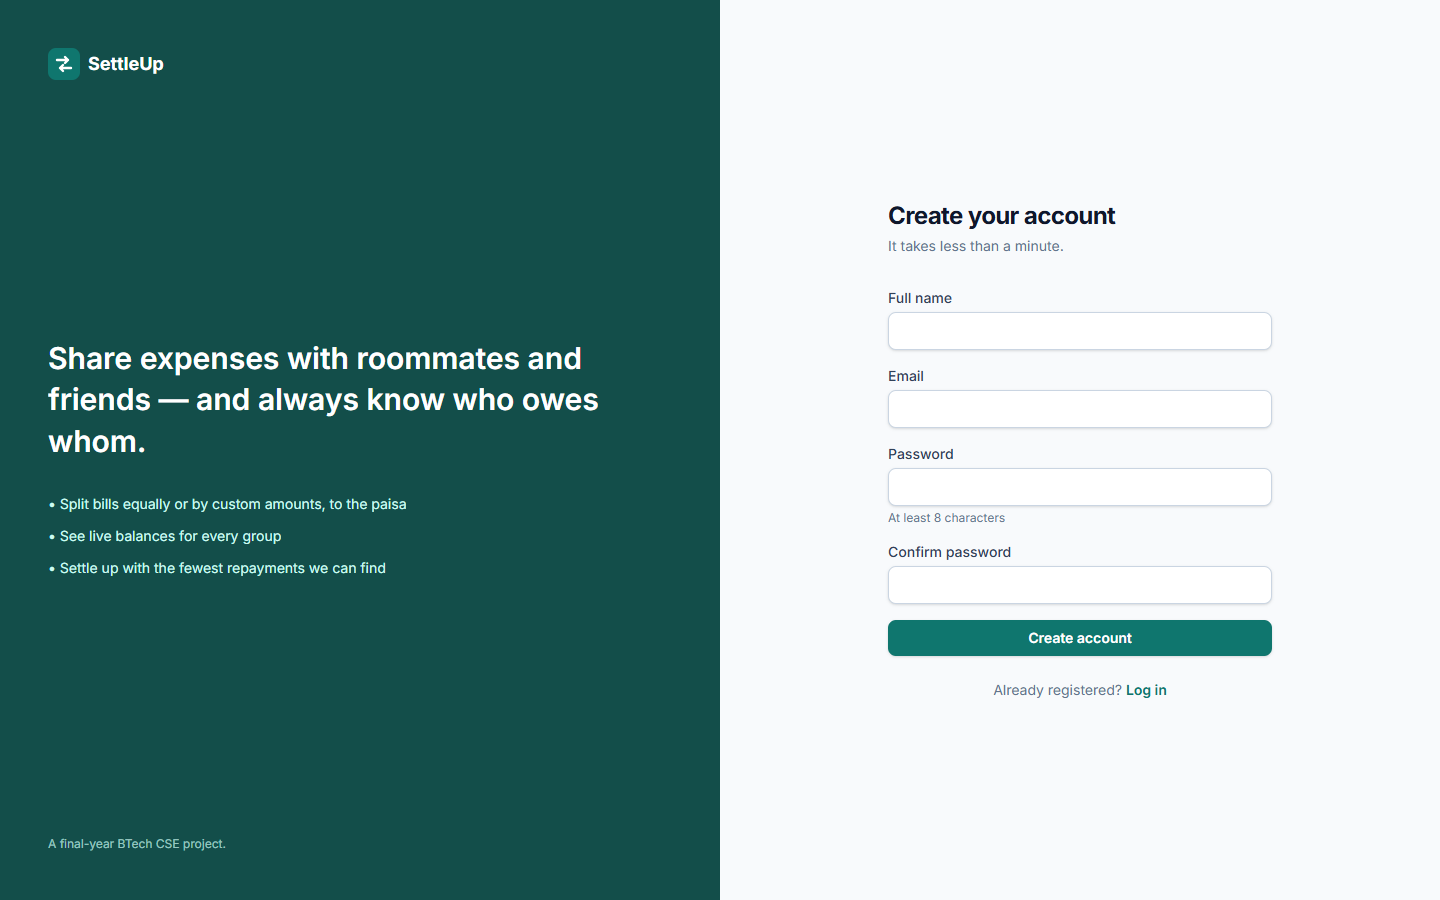 SettleUp
Share expenses with roommates and
friends — and always know who owes
whom.
• Split bills equally or by custom amounts, to the paisa
• See live balances for every group
• Settle up with the fewest repayments we can find
A final-year BTech CSE project.
Create your account
It takes less than a minute.
Full name
Email
Password
At least 8 characters
Confirm password
Create account
Already registered? Log in